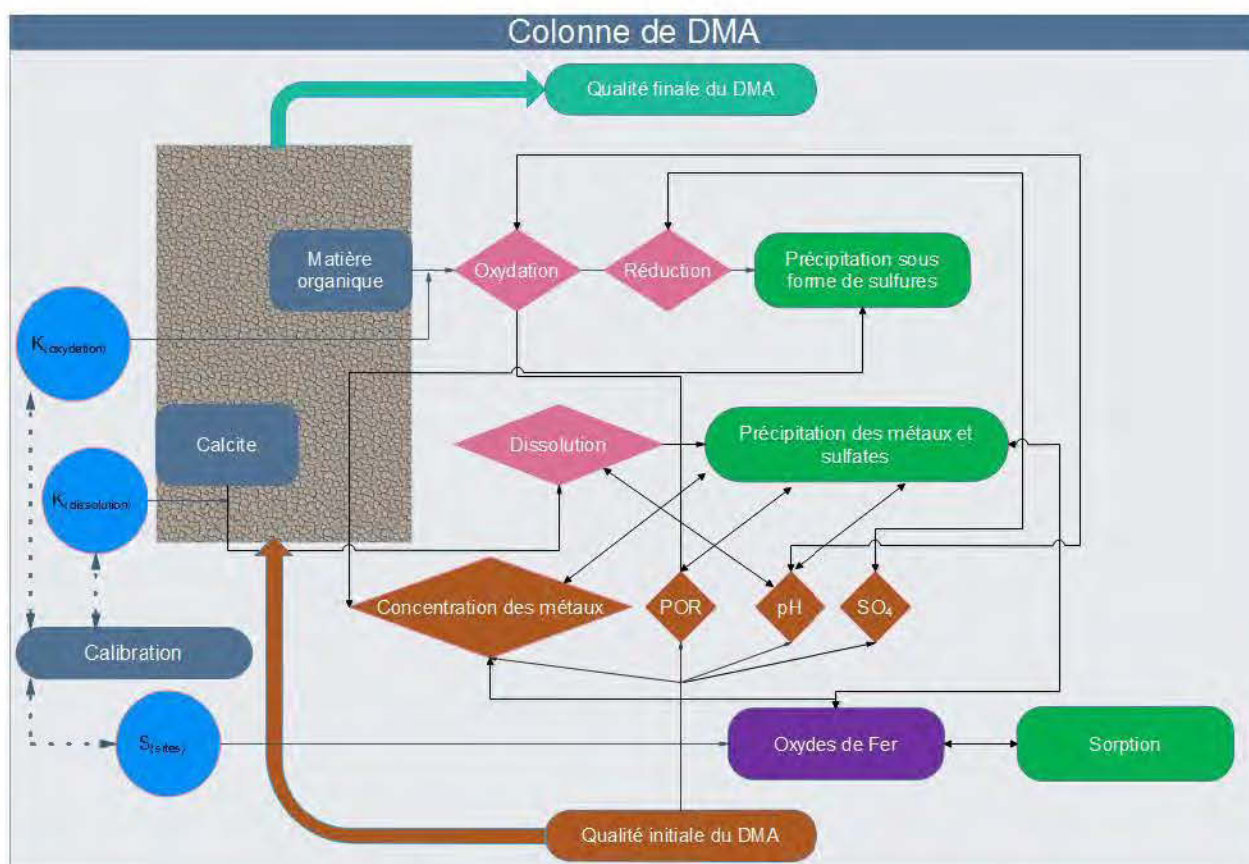 Colonne de DMA
Qualité finale du DMA
Matière
organique
Oxydation
Réduction
Précipitation sous
forme de sulfures
K(oxydation)
Calcite
Dissolution
Précipitation des métaux et
sulfates
K(dissolution)
Concentration des métaux
POR
pH
SO₄
Calibration
S(sites)
Oxydes de Fer
Sorption
Qualité initiale du DMA